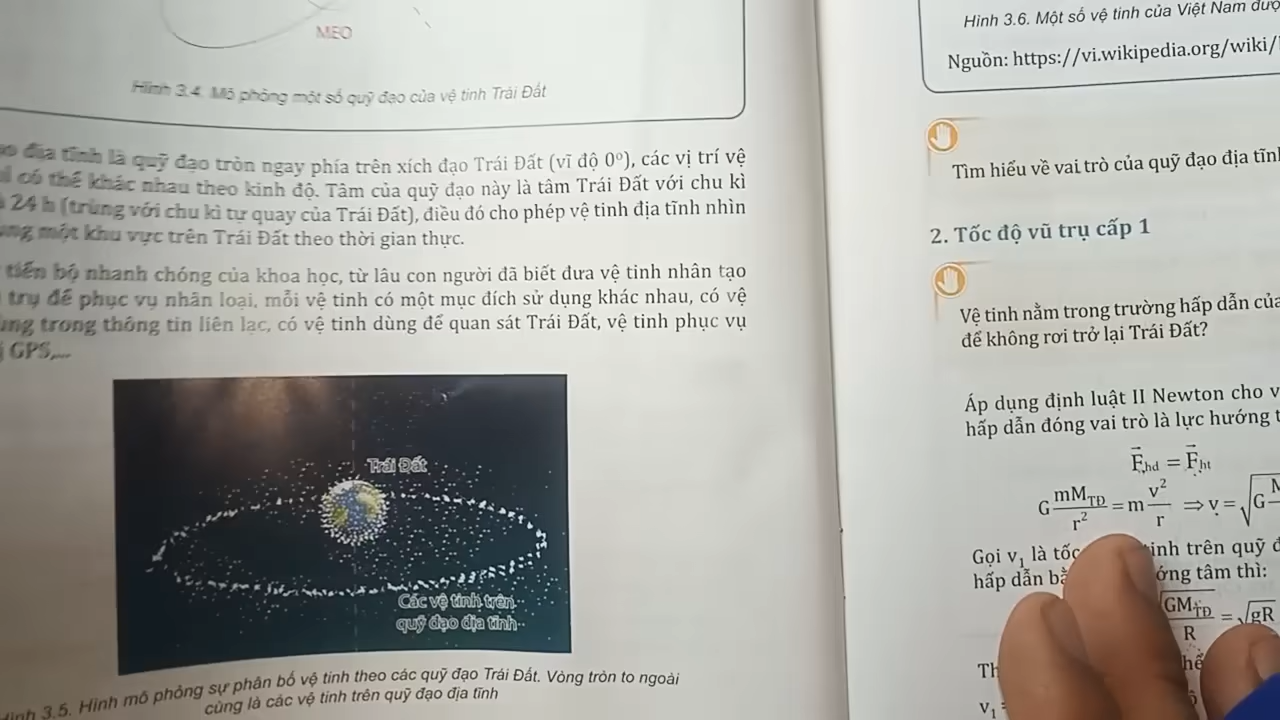 MEO
Hình 3.4. Mô phỏng một số quỹ đạo của vệ tinh Trái Đất
địa tĩnh là quỹ đạo tròn ngay phía trên xích đạo Trái Đất (vĩ độ 0°), các vị trí vệ
có thể khác nhau theo kinh độ. Tâm của quỹ đạo này là tâm Trái Đất với chu kì
24 h (trùng với chu kì tự quay của Trái Đất), điều đó cho phép vệ tinh địa tĩnh nhìn
một khu vực trên Trái Đất theo thời gian thực.
tiến bộ nhanh chóng của khoa học, từ lâu con người đã biết đưa vệ tinh nhân tạo
trụ để phục vụ nhân loại, mỗi vệ tinh có một mục đích sử dụng khác nhau, có vệ
trong thông tin liên lạc, có vệ tinh dùng để quan sát Trái Đất, vệ tinh phục vụ
GPS,...
Trái Đất
Các vệ tinh trên
quỹ đạo địa tĩnh
Hình 3.5. Hình mô phỏng sự phân bố vệ tinh theo các quỹ đạo Trái Đất. Vòng tròn to ngoài
cùng là các vệ tinh trên quỹ đạo địa tĩnh
Hình 3.6. Một số vệ tinh của Việt Nam
Nguồn: https://vi.wikipedia.org/wiki/
Tìm hiểu về vai trò của quỹ đạo địa
2. Tốc độ vũ trụ cấp 1
Vệ tinh nằm trong trường hấp dẫn của
để không rơi trở lại Trái Đất?
Áp dụng định luật II Newton cho
hấp dẫn đóng vai trò là lực hướng
F⃗hd = F⃗ht
G mM_TĐ/r² = m v²/r ⇒ v = √G
Gọi v₁ là tốc tinh trên quỹ
hấp dẫn tâm thì:
√GM_TĐ/R = √gR
v₁